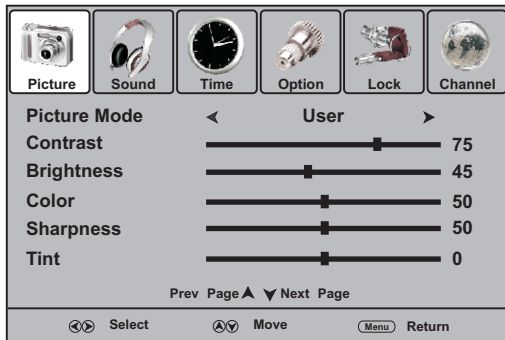 Picture Sound Time Option Lock Channel
Picture Mode User
Contrast 75
Brightness 45
Color 50
Sharpness 50
Tint 0
Prev Page Next Page
Select Move Menu Return